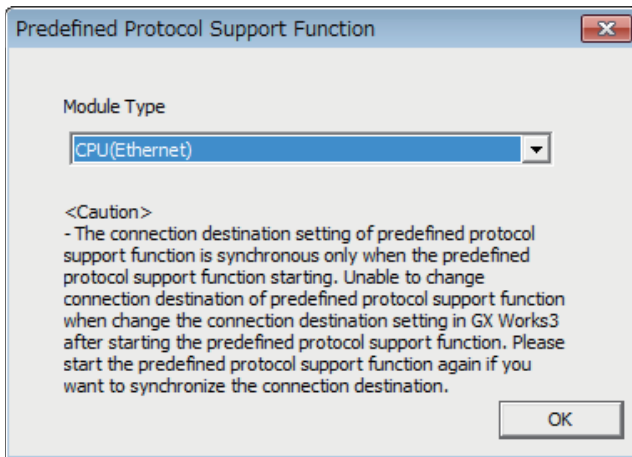 Predefined Protocol Support Function
Module Type
CPU(Ethernet)
<Caution>
- The connection destination setting of predefined protocol
support function is synchronous only when the predefined
protocol support function starting. Unable to change
connection destination of predefined protocol support function
when change the connection destination setting in GX Works3
after starting the predefined protocol support function. Please
start the predefined protocol support function again if you
want to synchronize the connection destination.
OK